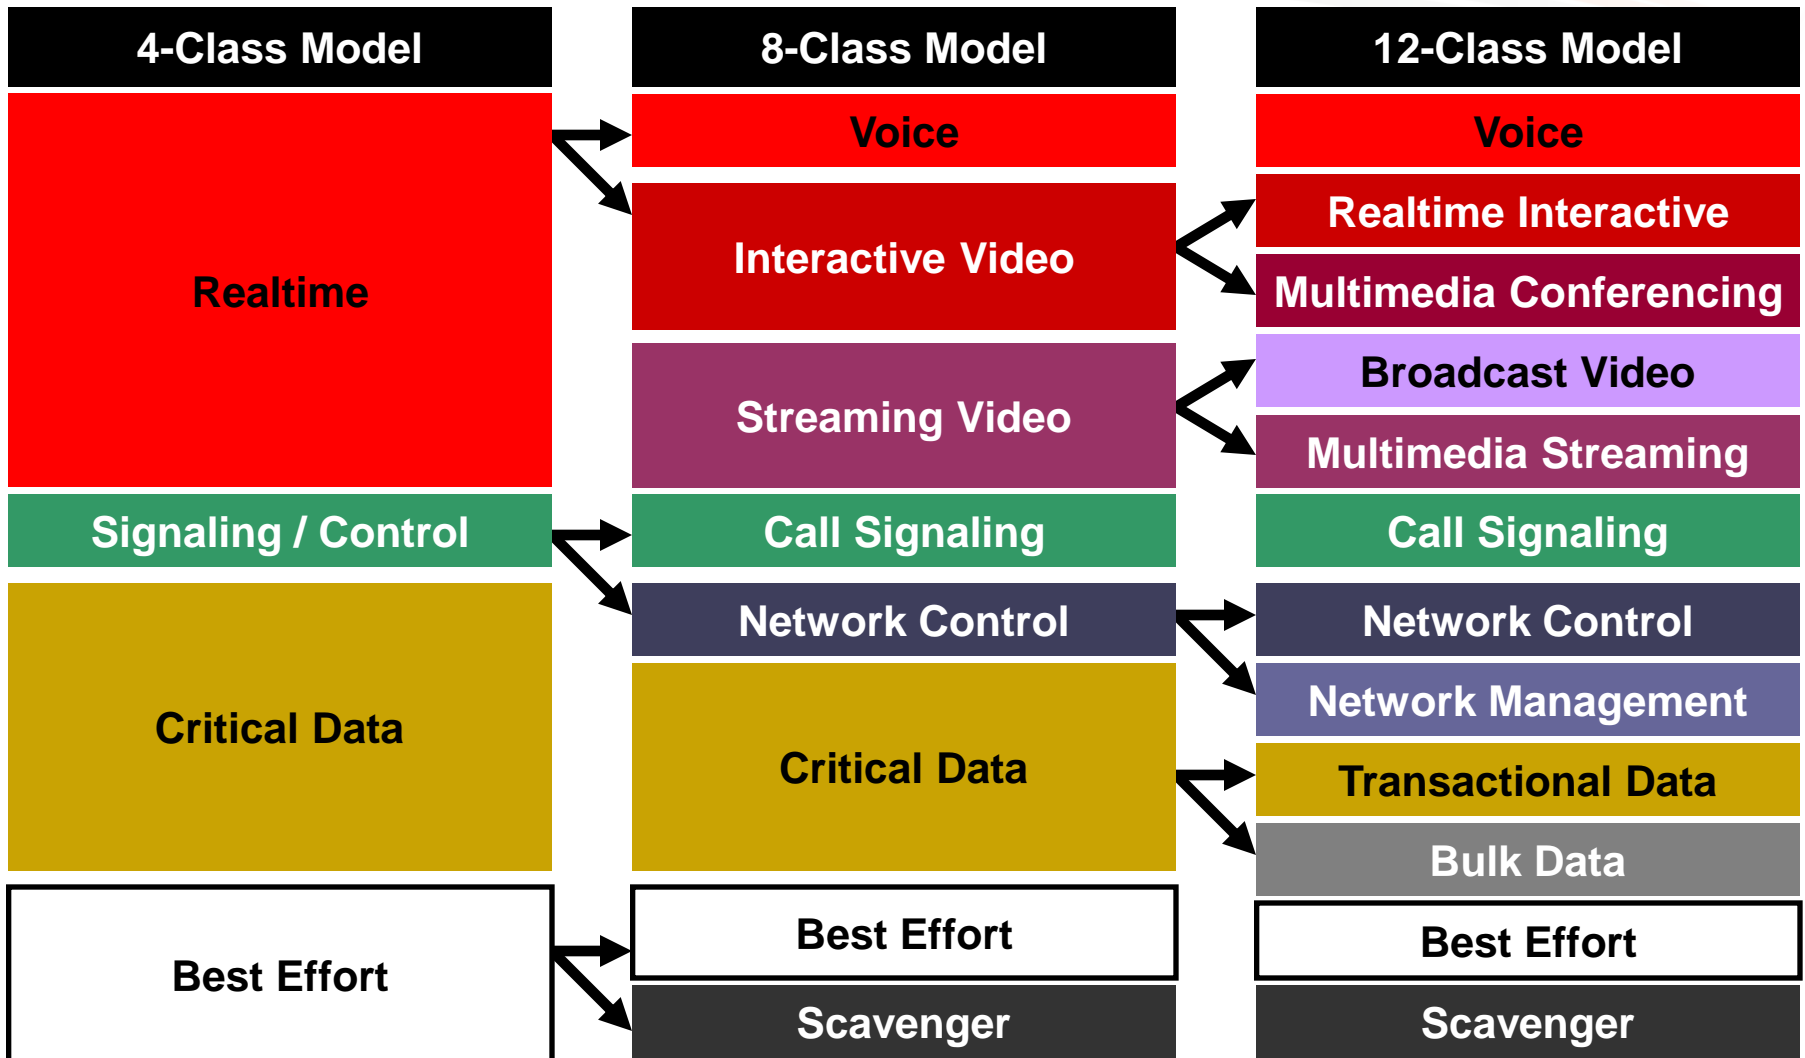 4-Class Model
Realtime
Signaling / Control
Critical Data
Best Effort
8-Class Model
Voice
Interactive Video
Streaming Video
Call Signaling
Network Control
Critical Data
Best Effort
Scavenger
12-Class Model
Voice
Realtime Interactive
Multimedia Conferencing
Broadcast Video
Multimedia Streaming
Call Signaling
Network Control
Network Management
Transactional Data
Bulk Data
Best Effort
Scavenger